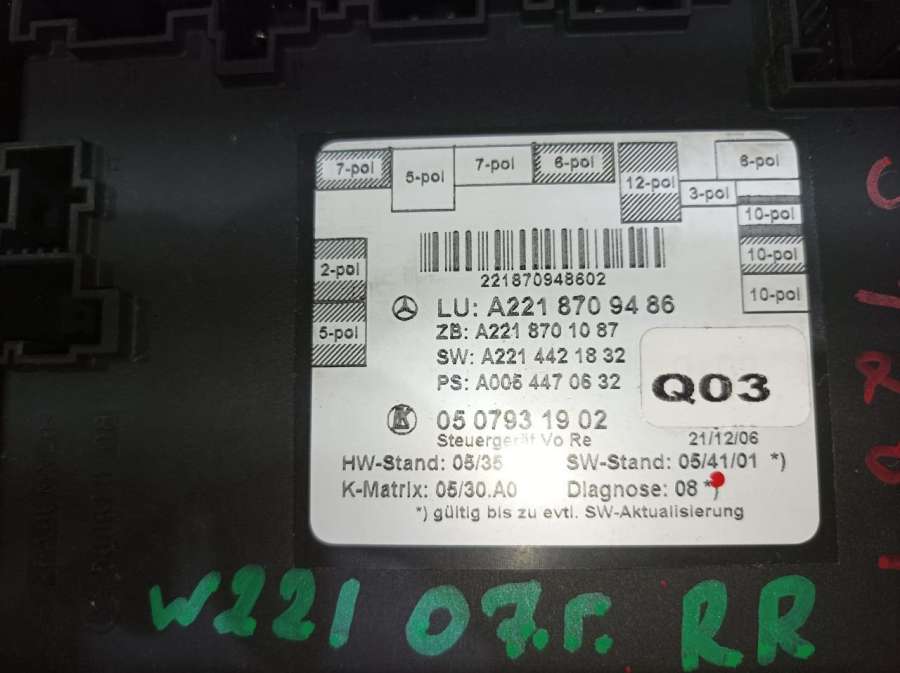 7-pol 5-pol 7-pol 6-pol 12-pol 3-pol 6-pol
10-pol
10-pol
10-pol
2-pol
5-pol
221870948602
LU: A221 870 94 86
ZB: A221 870 10 87
SW: A221 442 18 32
PS: A005 447 06 32
Q03
05 0793 19 02
Steuergerät Vo Re 21/12/06
HW-Stand: 05/35 SW-Stand: 05/41/01 *)
K-Matrix: 05/30.A0 Diagnose: 08 *)
*) gültig bis zu evtl. SW-Aktualisierung
W221 07.г. RR